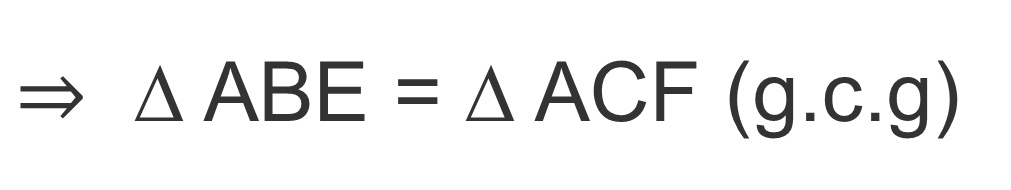 ⇒ Δ ABE = Δ ACF (g.c.g)